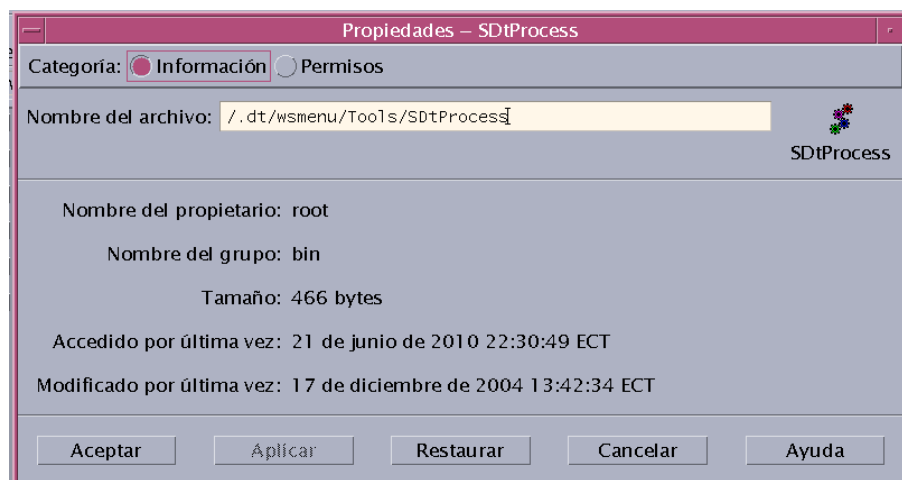 Propiedades – SDtProcess
Categoría: Información Permisos
Nombre del archivo: /.dt/wsmenu/Tools/SDtProcess
SDtProcess
Nombre del propietario: root
Nombre del grupo: bin
Tamaño: 466 bytes
Accedido por última vez: 21 de junio de 2010 22:30:49 ECT
Modificado por última vez: 17 de diciembre de 2004 13:42:34 ECT
Aceptar Aplicar Restaurar Cancelar Ayuda